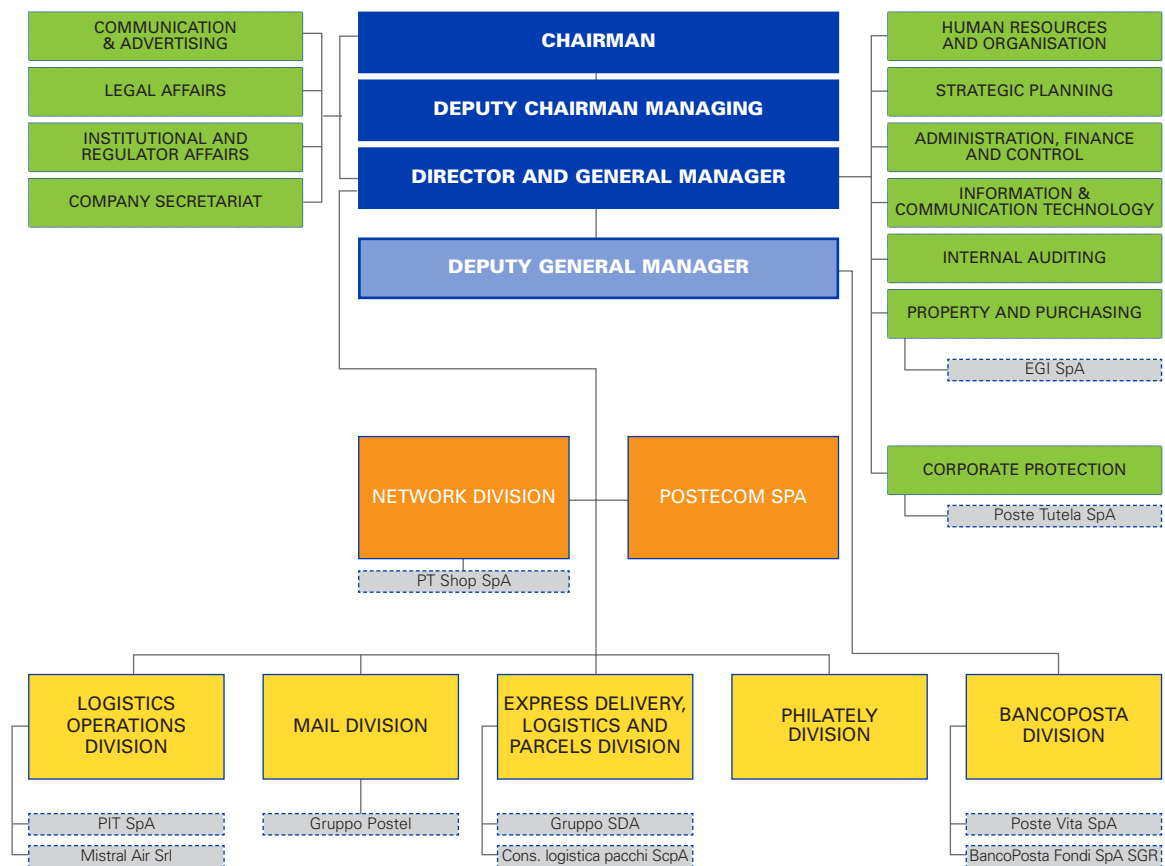 COMMUNICATION
& ADVERTISING
LEGAL AFFAIRS
INSTITUTIONAL AND
REGULATOR AFFAIRS
COMPANY SECRETARIAT
CHAIRMAN
DEPUTY CHAIRMAN MANAGING
DIRECTOR AND GENERAL MANAGER
DEPUTY GENERAL MANAGER
HUMAN RESOURCES
AND ORGANISATION
STRATEGIC PLANNING
ADMINISTRATION, FINANCE
AND CONTROL
INFORMATION &
COMMUNICATION TECHNOLOGY
INTERNAL AUDITING
PROPERTY AND PURCHASING
EGI SpA
CORPORATE PROTECTION
Poste Tutela SpA
NETWORK DIVISION
PT Shop SpA
POSTECOM SPA
LOGISTICS
OPERATIONS
DIVISION
PIT SpA
Mistral Air Srl
MAIL DIVISION
Gruppo Postel
EXPRESS DELIVERY,
LOGISTICS AND
PARCELS DIVISION
Gruppo SDA
Cons. logistica pacchi ScpA
PHILATELY
DIVISION
BANCOPOSTA
DIVISION
Poste Vita SpA
BancoPosta Fondi SpA SGR